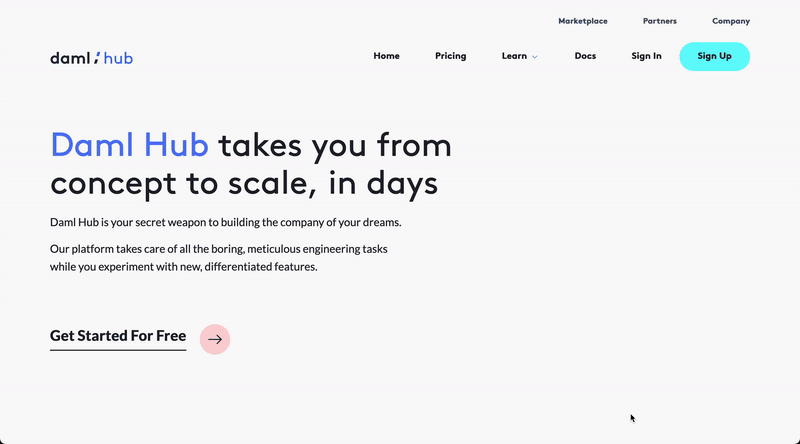 Marketplace Partners Company
daml hub Home Pricing Learn Docs Sign In Sign Up
Daml Hub takes you from
concept to scale, in days
Daml Hub is your secret weapon to building the company of your dreams.
Our platform takes care of all the boring, meticulous engineering tasks
while you experiment with new, differentiated features.
Get Started For Free